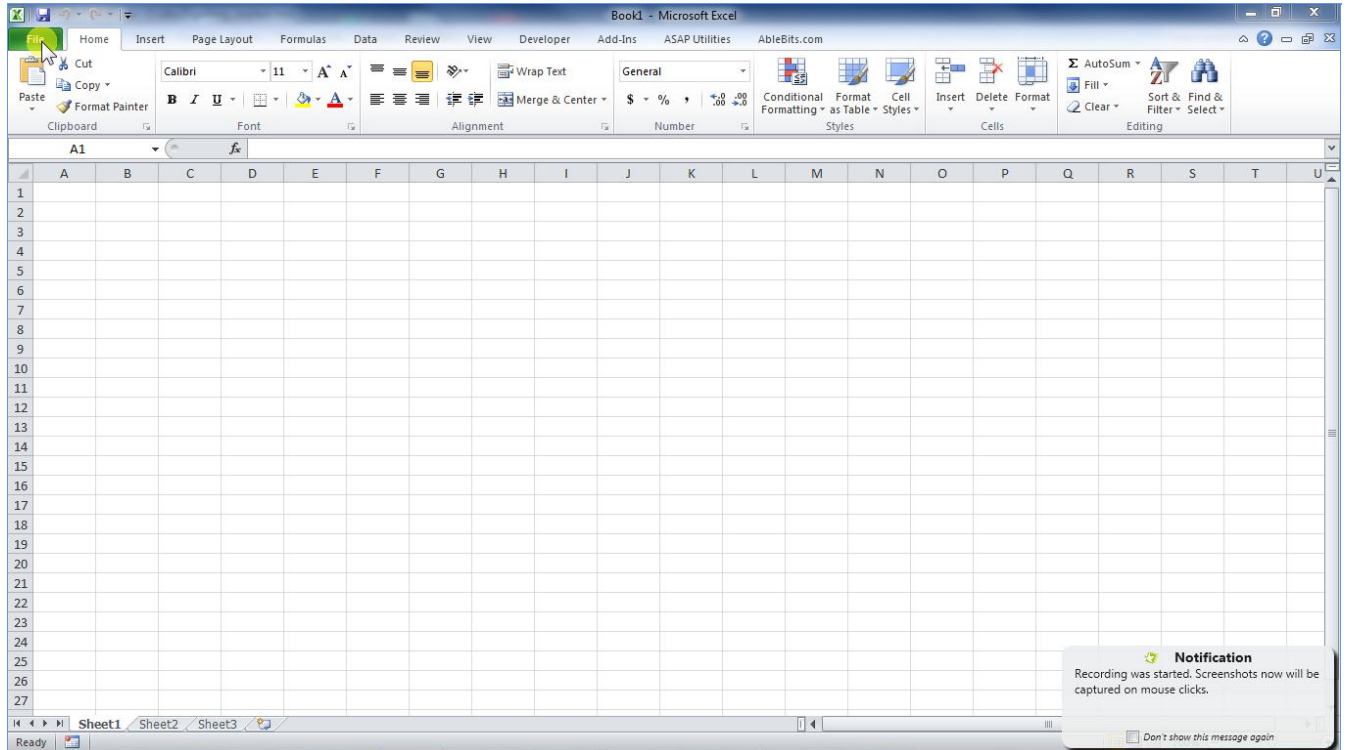 Book1 - Microsoft Excel
File Home Insert Page Layout Formulas Data Review View Developer Add-Ins ASAP Utilities AbleBits.com
Paste
Cut
Copy
Format Painter
Clipboard
Calibri 11
B I U
Font
Wrap Text
Merge & Center
Alignment
General
$ % , .00 .00
Number
Conditional Formatting
Format as Table
Cell Styles
Styles
Insert Delete Format
Cells
Σ AutoSum
Fill
Clear
Sort & Filter
Find & Select
Editing
A1 fx
A B C D E F G H I J K L M N O P Q R S T U
1
2
3
4
5
6
7
8
9
10
11
12
13
14
15
16
17
18
19
20
21
22
23
24
25
26
27
Notification
Recording was started. Screenshots now will be
captured on mouse clicks.
Don't show this message again
Sheet1 Sheet2 Sheet3
Ready